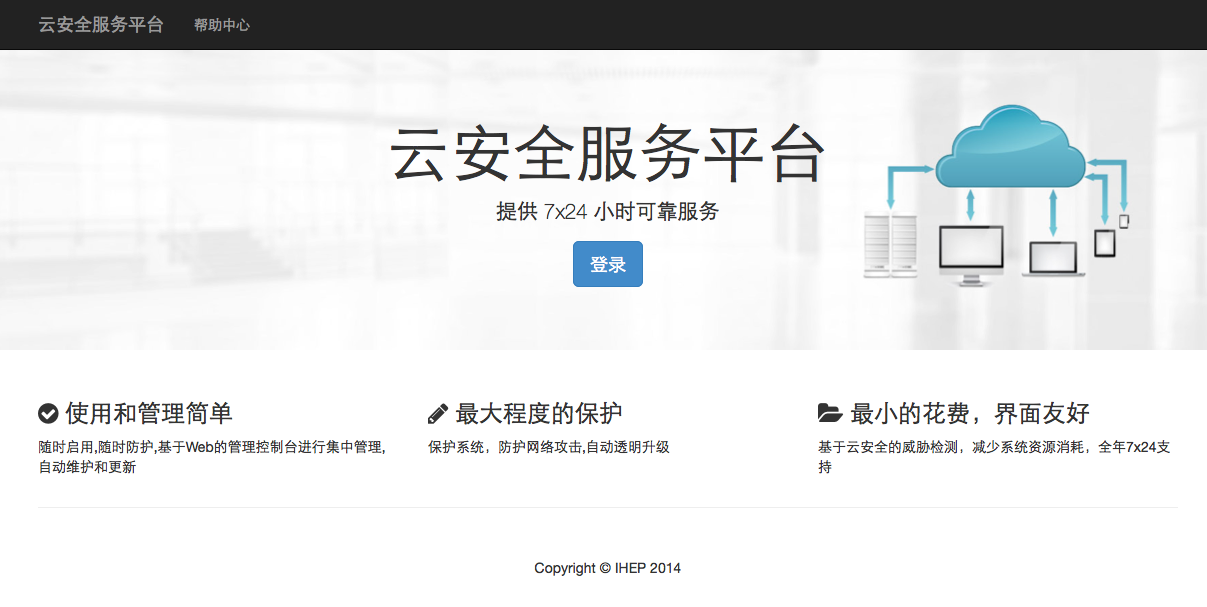 云安全服务平台 帮助中心
云安全服务平台
提供 7x24 小时可靠服务
登录
使用和管理简单
随时启用,随时防护,基于Web的管理控制台进行集中管理,
自动维护和更新
最大程度的保护
保护系统，防护网络攻击,自动透明升级
最小的花费，界面友好
基于云安全的威胁检测，减少系统资源消耗，全年7x24支
持
Copyright © IHEP 2014